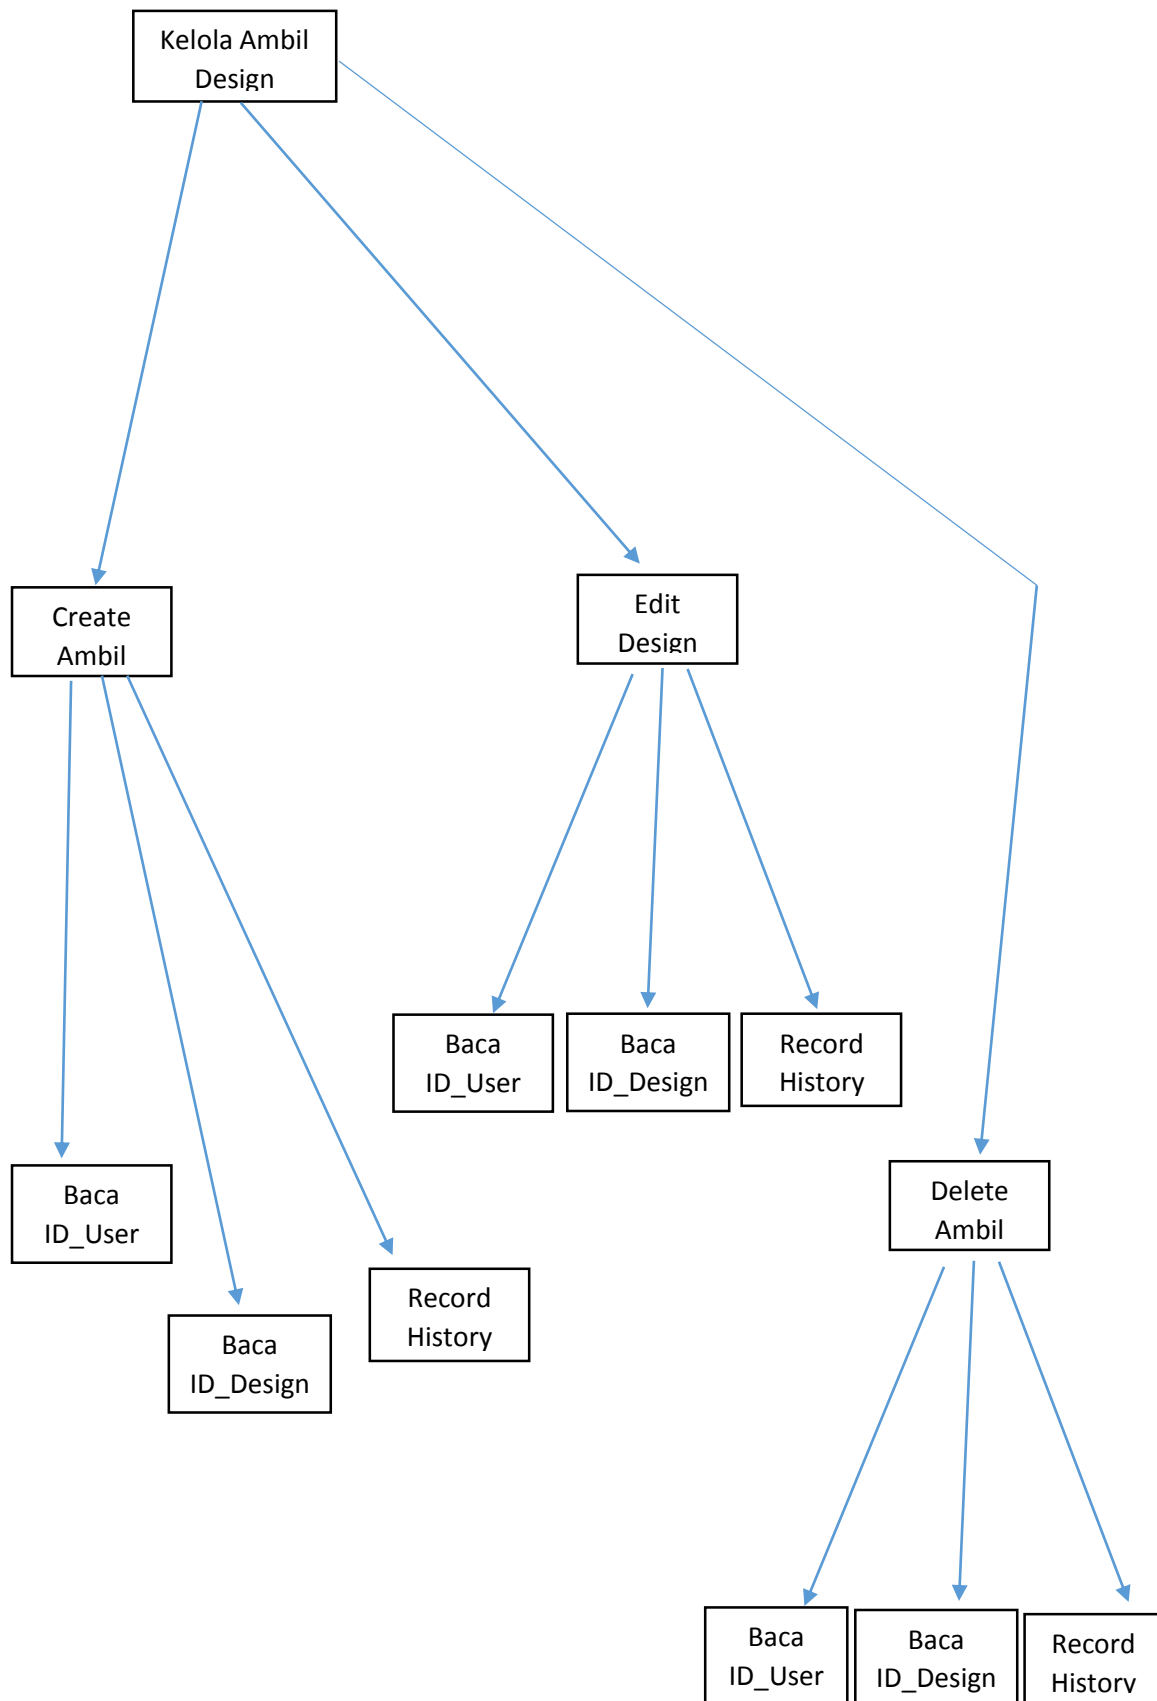 Kelola Ambil
Design
Create
Ambil
Edit
Design
Baca
ID_User
Baca
ID_Design
Record
History
Delete
Ambil
Baca
ID_User
Baca
ID_Design
Record
History
Baca
ID_User
Baca
ID_Design
Record
History